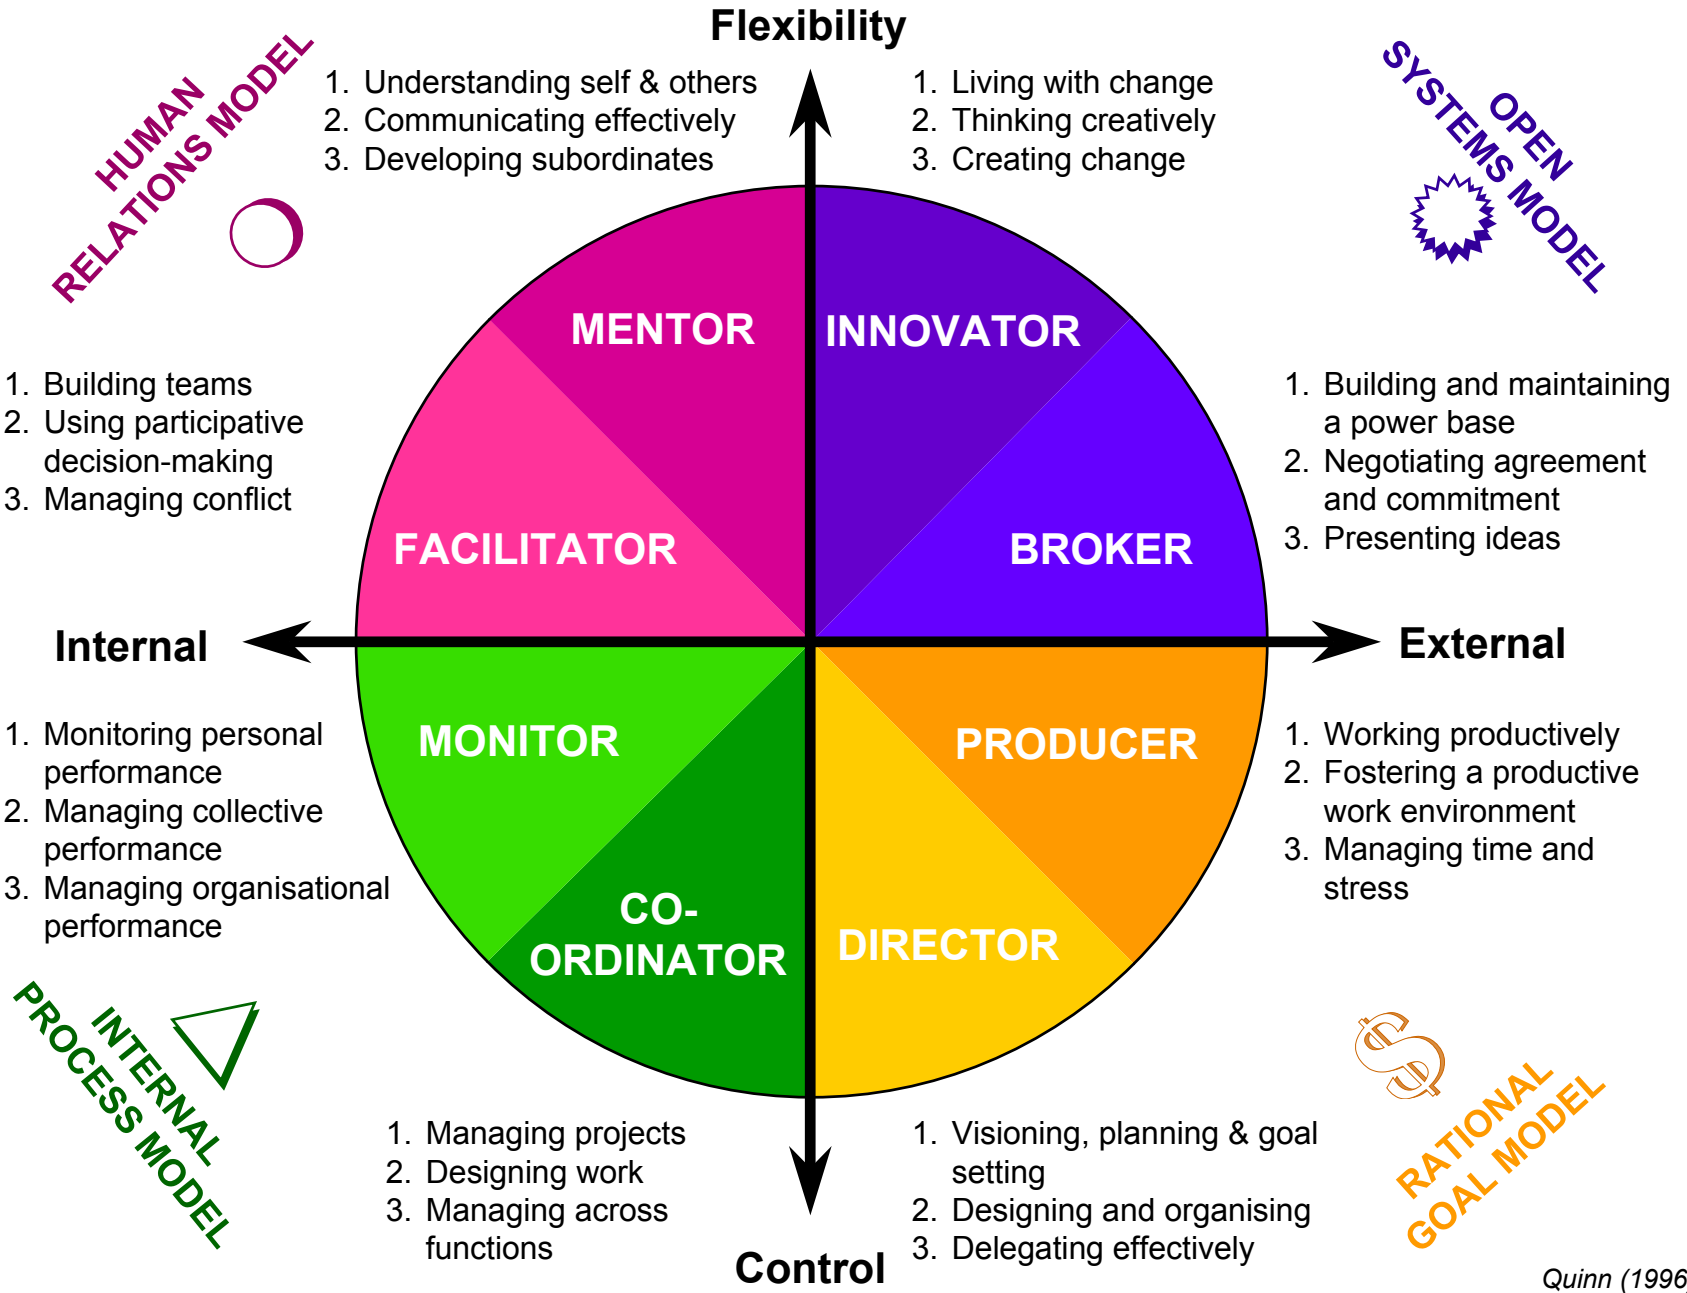 Flexibility
HUMAN
RELATIONS MODEL
1. Understanding self & others
2. Communicating effectively
3. Developing subordinates
1. Living with change
2. Thinking creatively
3. Creating change
OPEN
SYSTEMS MODEL
MENTOR
INNOVATOR
1. Building teams
2. Using participative
decision-making
3. Managing conflict
FACILITATOR
BROKER
1. Building and maintaining
a power base
2. Negotiating agreement
and commitment
3. Presenting ideas
Internal
External
1. Monitoring personal
performance
2. Managing collective
performance
3. Managing organisational
performance
MONITOR
PRODUCER
1. Working productively
2. Fostering a productive
work environment
3. Managing time and
stress
CO-
ORDINATOR
DIRECTOR
INTERNAL
PROCESS MODEL
1. Managing projects
2. Designing work
3. Managing across
functions
1. Visioning, planning & goal
setting
2. Designing and organising
3. Delegating effectively
$
RATIONAL
GOAL MODEL
Control
Quinn (1996)